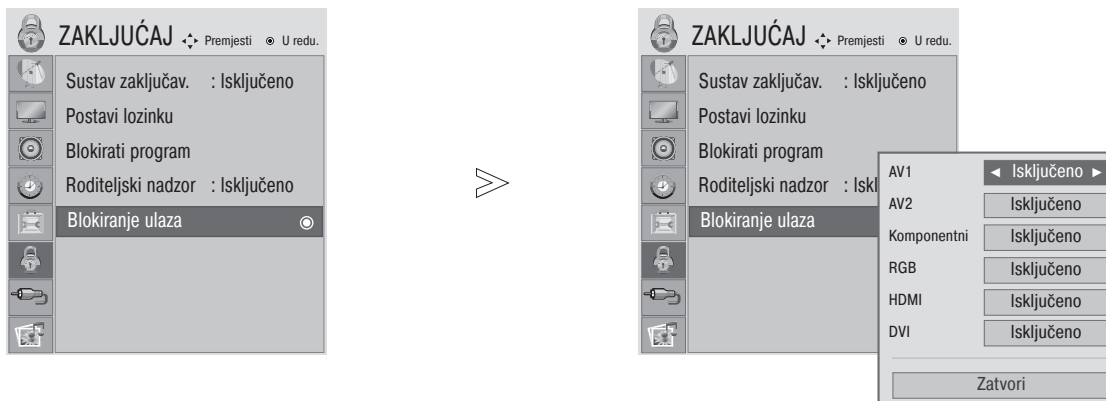 ZAKLJUĆAJ Premjesti U redu.
Sustav zaključav. : Isključeno
Postavi lozinku
Blokirati program
Roditeljski nadzor : Isključeno
Blokiranje ulaza
ZAKLJUĆAJ Premjesti U redu.
Sustav zaključav. : Isključeno
Postavi lozinku
Blokirati program
Roditeljski nadzor : Iskl
Blokiranje ulaza
AV1 ◄ Isključeno ►
AV2 Isključeno
Komponentni Isključeno
RGB Isključeno
HDMI Isključeno
DVI Isključeno
Zatvori